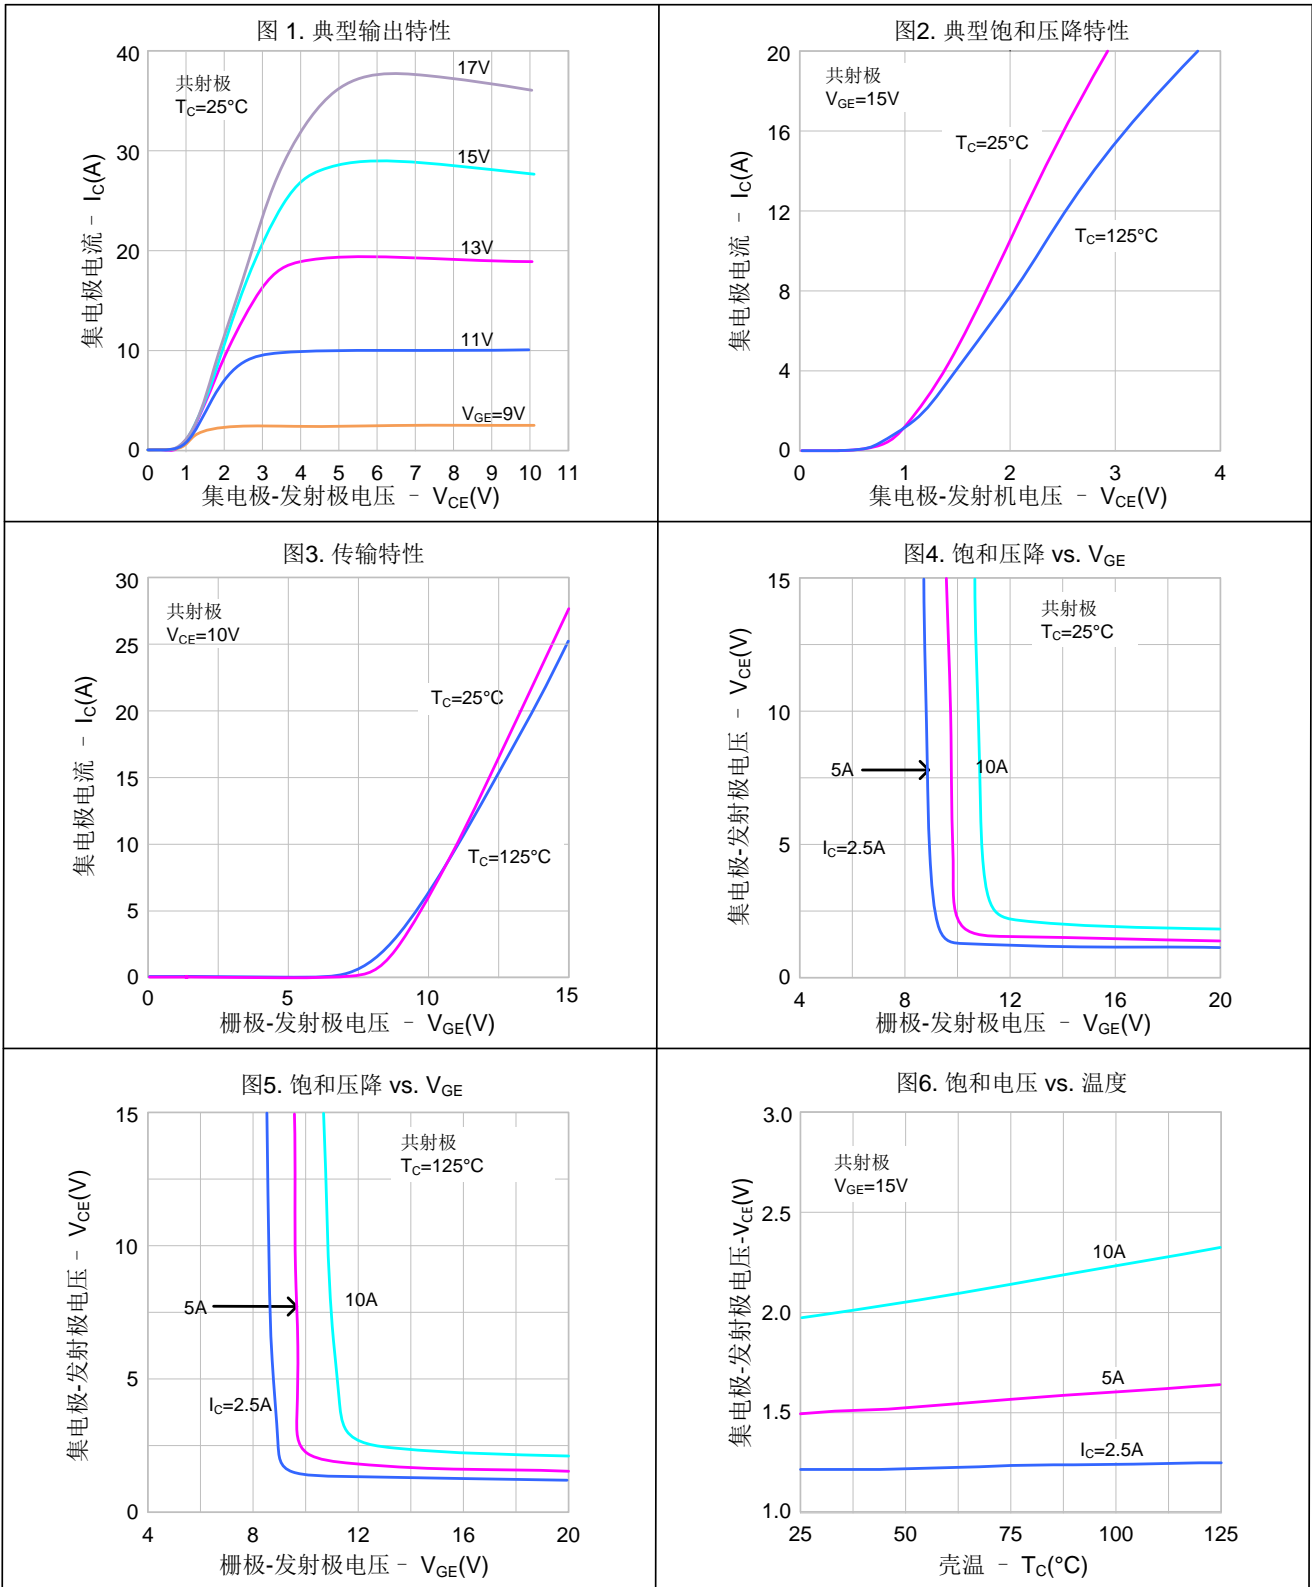 图 1. 典型输出特性
共射极
TC=25°C
集电极电流 - IC(A)
40
30
20
10
0
17V
15V
13V
11V
VGE=9V
0 1 2 3 4 5 6 7 8 9 10 11
集电极-发射极电压 - VCE(V)
图2. 典型饱和压降特性
共射极
VGE=15V
集电极电流 - IC(A)
20
16
12
8
4
0
TC=25°C
TC=125°C
0 1 2 3 4
集电极-发射机电压 - VCE(V)
图3. 传输特性
共射极
VCE=10V
集电极电流 - IC(A)
30
25
20
15
10
5
0
TC=25°C
TC=125°C
0 5 10 15
栅极-发射极电压 - VGE(V)
图4. 饱和压降 vs. VGE
共射极
TC=25°C
集电极-发射极电压 - VCE(V)
15
10
5
0
5A
10A
IC=2.5A
4 8 12 16 20
栅极-发射极电压 - VGE(V)
图5. 饱和压降 vs. VGE
共射极
TC=125°C
集电极-发射极电压 - VCE(V)
15
10
5
0
5A
10A
IC=2.5A
4 8 12 16 20
栅极-发射极电压 - VGE(V)
图6. 饱和电压 vs. 温度
共射极
VGE=15V
集电极-发射极电压-VCE(V)
3.0
2.5
2.0
1.5
1.0
10A
5A
IC=2.5A
25 50 75 100 125
壳温 - TC(°C)